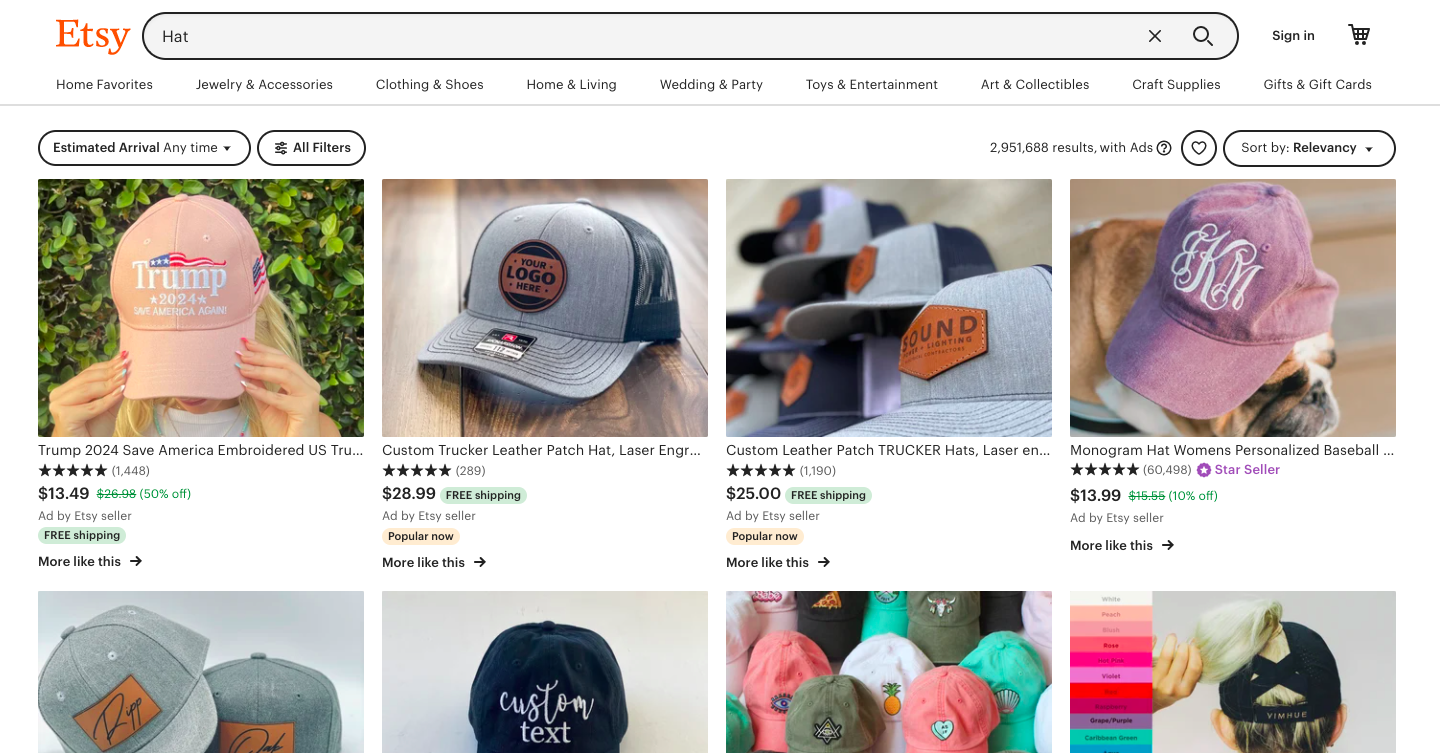 Etsy
Hat
Sign in
Home Favorites
Jewelry & Accessories
Clothing & Shoes
Home & Living
Wedding & Party
Toys & Entertainment
Art & Collectibles
Craft Supplies
Gifts & Gift Cards
Estimated Arrival Any time
All Filters
2,951,688 results, with Ads
Sort by: Relevancy
Trump
2024
SAVE AMERICA AGAIN!
YOUR
LOGO
HERE
SOUND
LIGHTING
KM
Trump 2024 Save America Embroidered US Tru...
(1,448)
$13.49 $26.98 (50% off)
Ad by Etsy seller
FREE shipping
More like this
Custom Trucker Leather Patch Hat, Laser Engr...
(289)
$28.99 FREE shipping
Ad by Etsy seller
Popular now
More like this
Custom Leather Patch TRUCKER Hats, Laser en...
(1,190)
$25.00 FREE shipping
Ad by Etsy seller
Popular now
More like this
Monogram Hat Womens Personalized Baseball ...
(60,498) Star Seller
$13.99 $15.55 (10% off)
Ad by Etsy seller
More like this
custom
text
White
Peach
Blush
Rose
Hot Pink
Violet
Red
Raspberry
Grape/Purple
Caribbean Green
VIMHUE